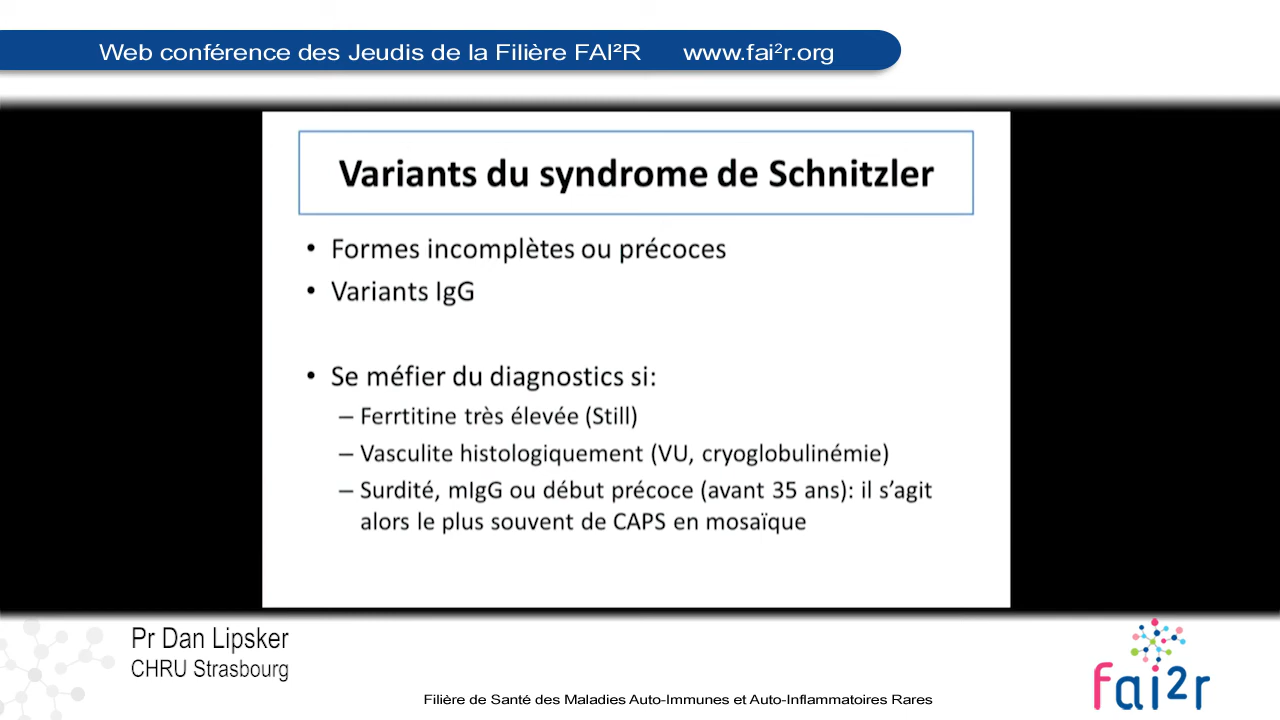 Web conférence des Jeudis de la Filière FAI²R www.fai²r.org
Variants du syndrome de Schnitzler
• Formes incomplètes ou précoces
• Variants IgG
• Se méfier du diagnostics si:
– Ferrtitine très élevée (Still)
– Vasculite histologiquement (VU, cryoglobulinémie)
– Surdité, mIgG ou début précoce (avant 35 ans): il s’agit
alors le plus souvent de CAPS en mosaïque
Pr Dan Lipsker
CHRU Strasbourg
Filière de Santé des Maladies Auto-Immunes et Auto-Inflammatoires Rares
fai2r